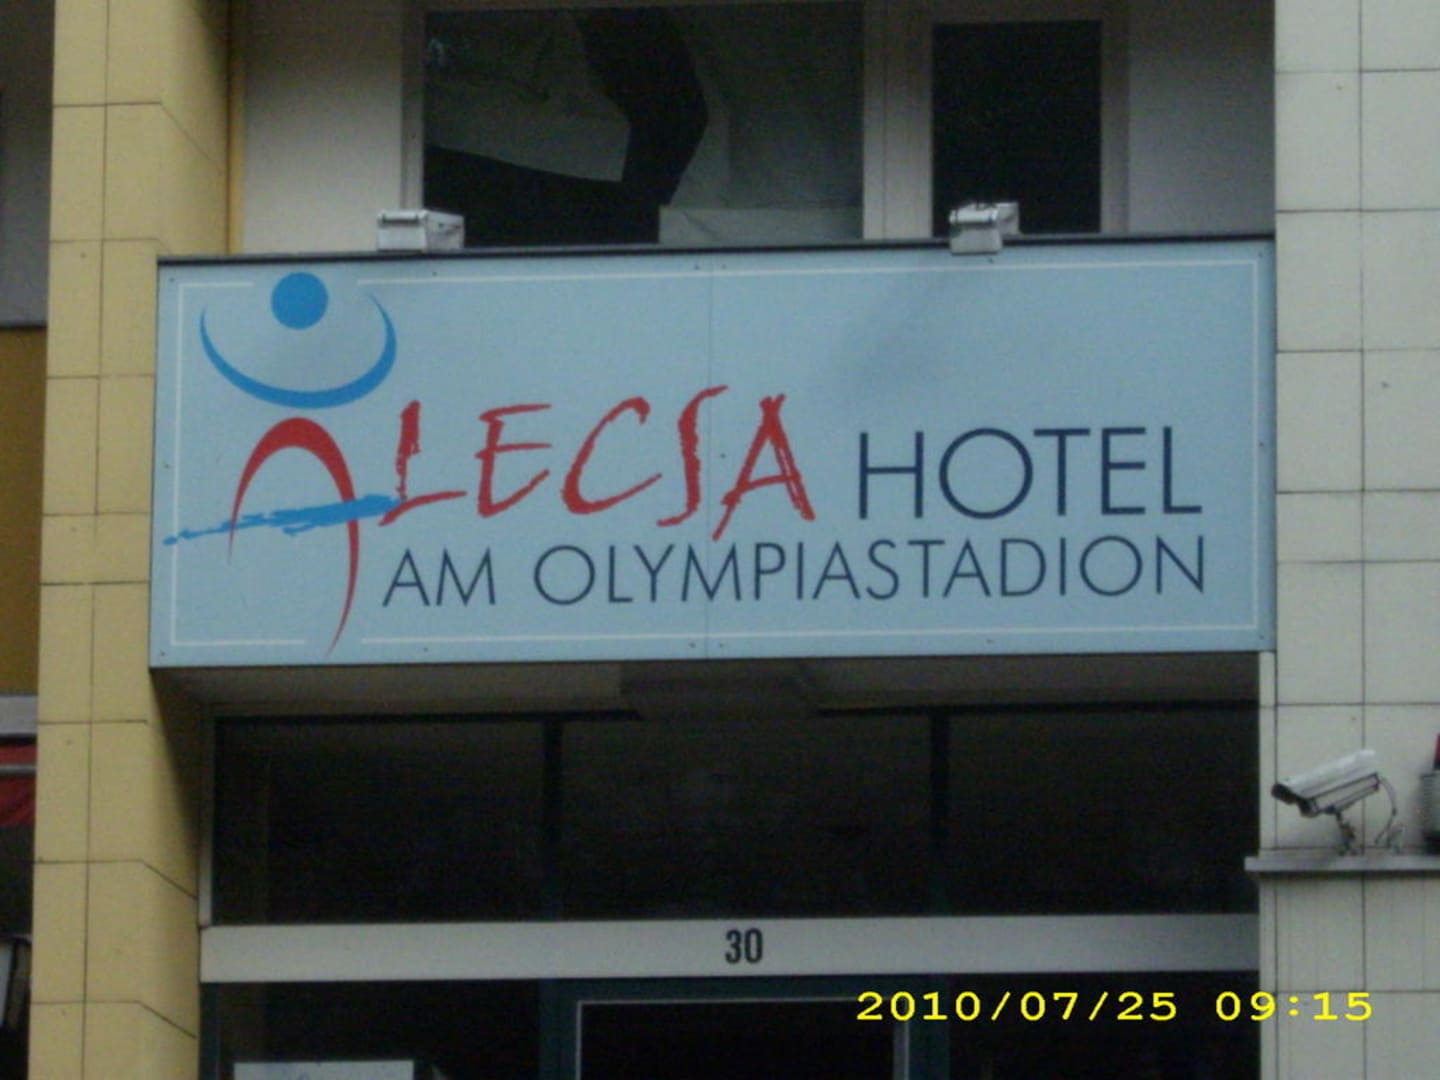 ALECSA HOTEL
AM OLYMPIASTADION
30
2010/07/25 09:15